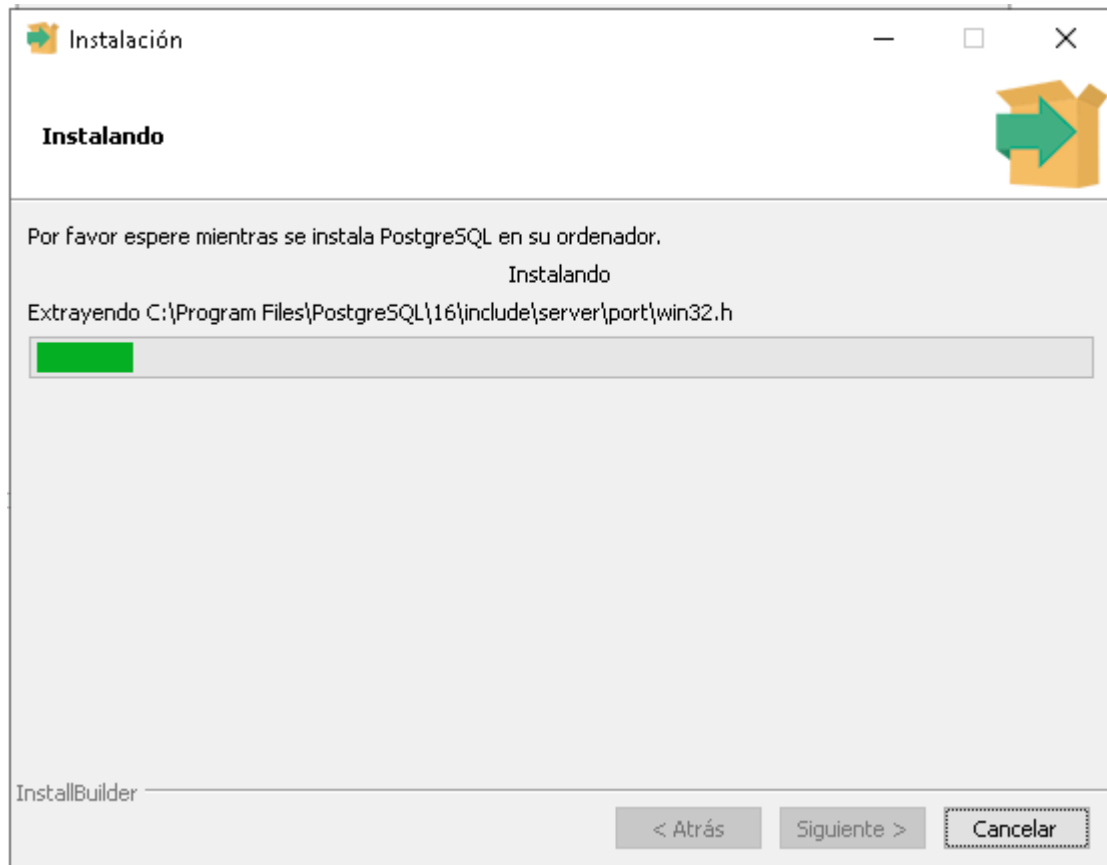 Instalación
Instalando
Por favor espere mientras se instala PostgreSQL en su ordenador.
Instalando
Extrayendo C:\Program Files\PostgreSQL\16\include\server\port\win32.h
InstallBuilder
< Atrás
Siguiente >
Cancelar